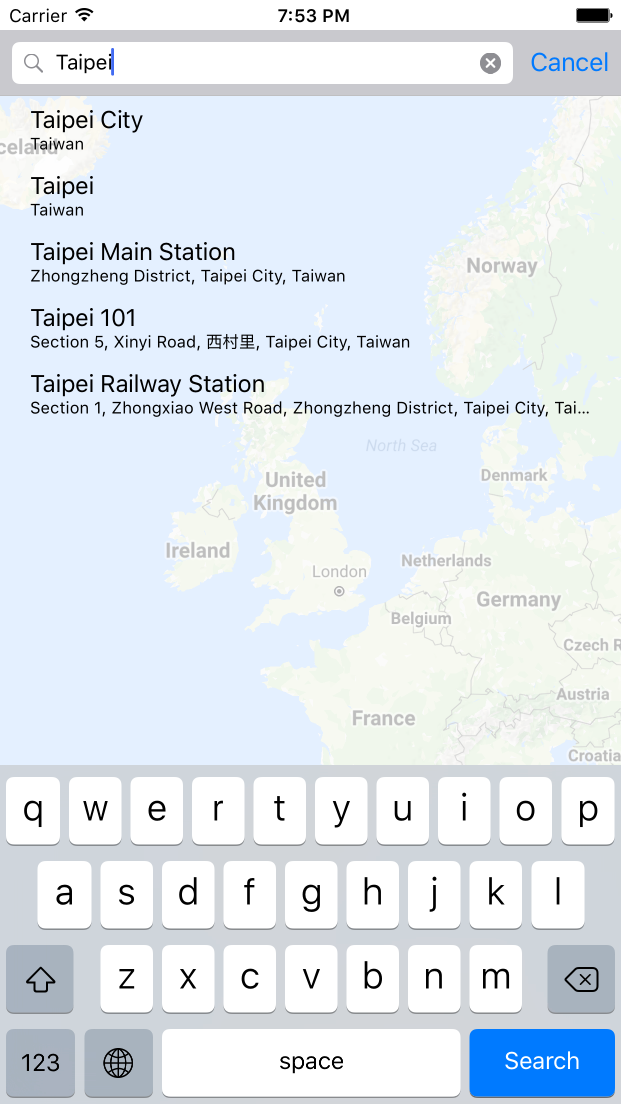 Carrier 7:53 PM
Taipei Cancel
Taipei City
Taiwan
Taipei
Taiwan
Taipei Main Station
Zhongzheng District, Taipei City, Taiwan
Taipei 101
Section 5, Xinyi Road, 西村里, Taipei City, Taiwan
Taipei Railway Station
Section 1, Zhongxiao West Road, Zhongzheng District, Taipei City, Tai...
celand
Norway
North Sea
United
Kingdom
Denmark
Ireland
London
Netherlands
Germany
Belgium
Czech R
Austria
France
Croatia
q w e r t y u i o p
a s d f g h j k l
z x c v b n m
123 space Search